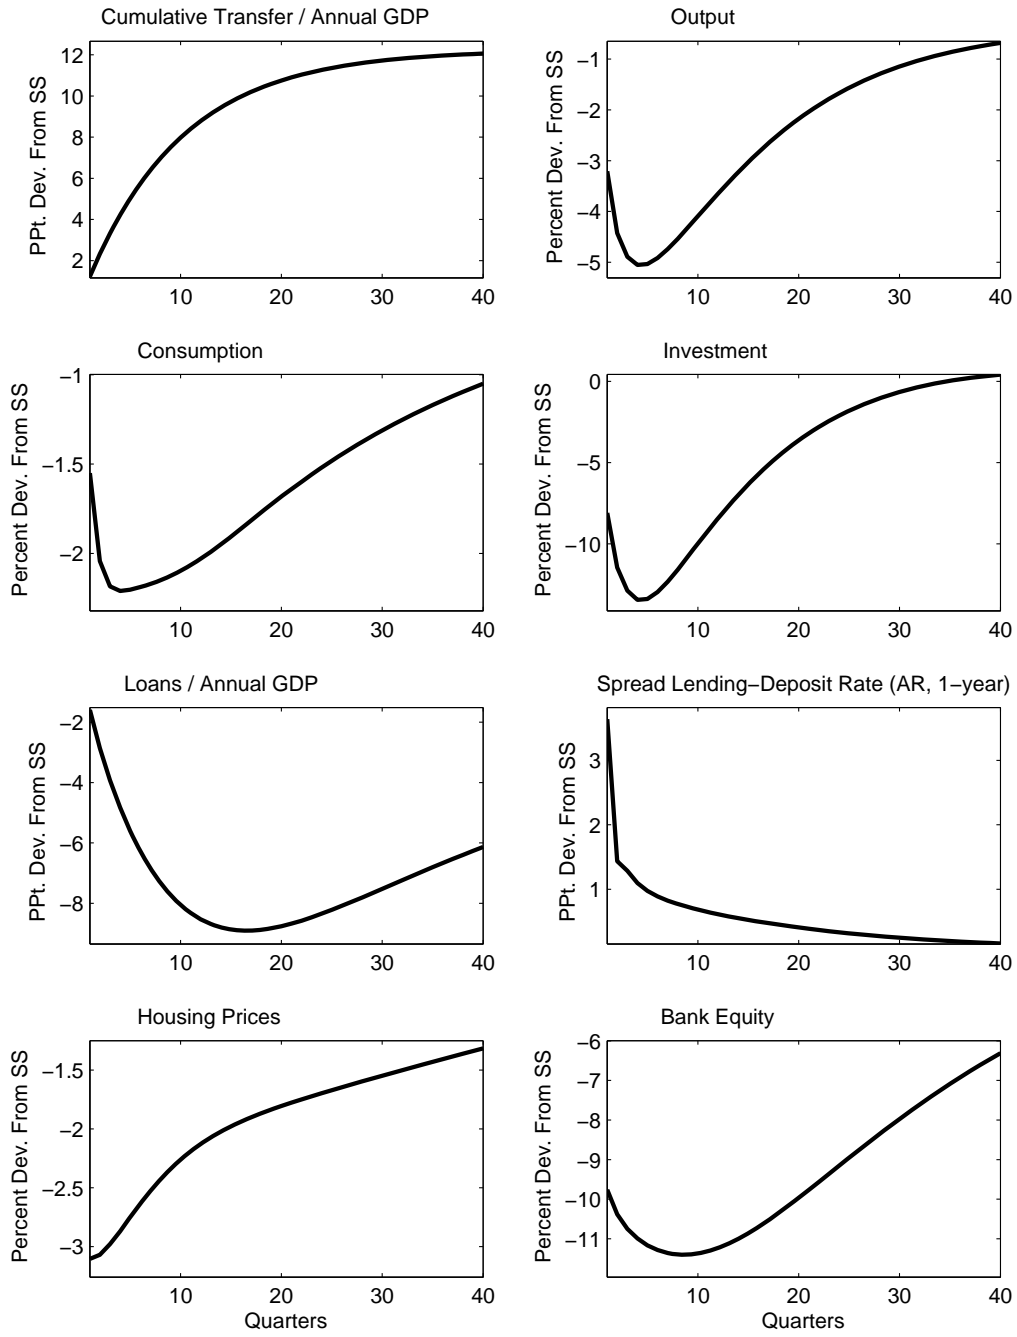 Cumulative Transfer / Annual GDP
PPt. Dev. From SS
12
10
8
6
4
2
10 20 30 40
Output
Percent Dev. From SS
−1
−2
−3
−4
−5
10 20 30 40
Consumption
Percent Dev. From SS
−1
−1.5
−2
10 20 30 40
Investment
Percent Dev. From SS
0
−5
−10
10 20 30 40
Loans / Annual GDP
PPt. Dev. From SS
−2
−4
−6
−8
10 20 30 40
Spread Lending−Deposit Rate (AR, 1−year)
PPt. Dev. From SS
3
2
1
10 20 30 40
Housing Prices
Percent Dev. From SS
−1.5
−2
−2.5
−3
10 20 30 40
Quarters
Bank Equity
Percent Dev. From SS
−6
−7
−8
−9
−10
−11
10 20 30 40
Quarters